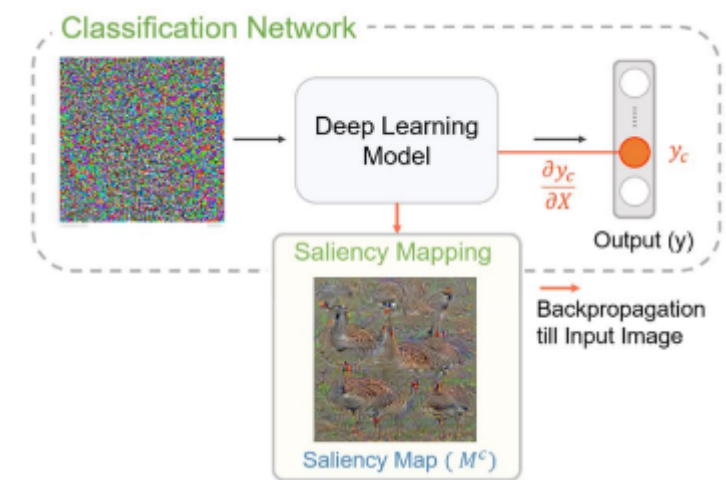 Classification Network
Deep Learning
Model
∂y_c
∂X
y_c
Output (y)
Saliency Mapping
Backpropagation
till Input Image
Saliency Map ( M^c )